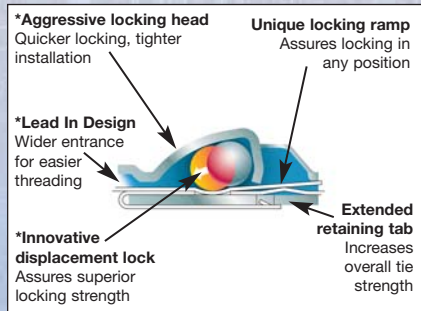 *Aggressive locking head
Quicker locking, tighter
installation
Unique locking ramp
Assures locking in
any position
*Lead In Design
Wider entrance
for easier
threading
*Innovative
displacement lock
Assures superior
locking strength
Extended
retaining tab
Increases
overall tie
strength